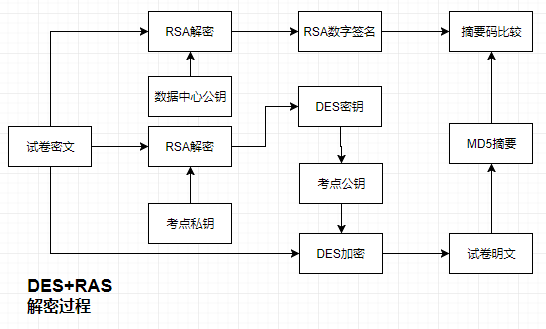 RSA解密
RSA数字签名
摘要码比较
数据中心公钥
DES密钥
试卷密文
RSA解密
MD5摘要
考点公钥
考点私钥
DES加密
试卷明文
DES+RAS
解密过程